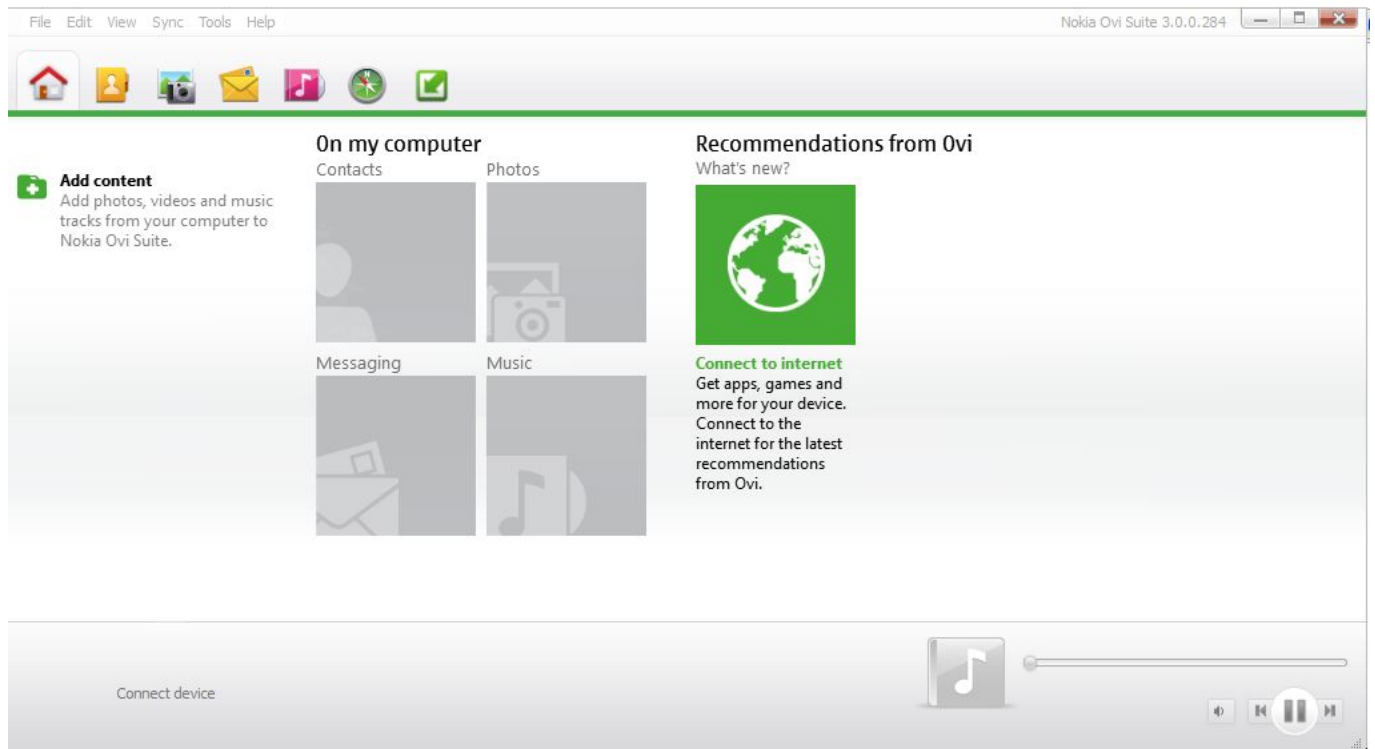 File Edit View Sync Tools Help
Nokia Ovi Suite 3.0.0.284
Add content
Add photos, videos and music
tracks from your computer to
Nokia Ovi Suite.
On my computer
Contacts
Photos
Messaging
Music
Recommendations from Ovi
What's new?
Connect to internet
Get apps, games and
more for your device.
Connect to the
internet for the latest
recommendations
from Ovi.
Connect device